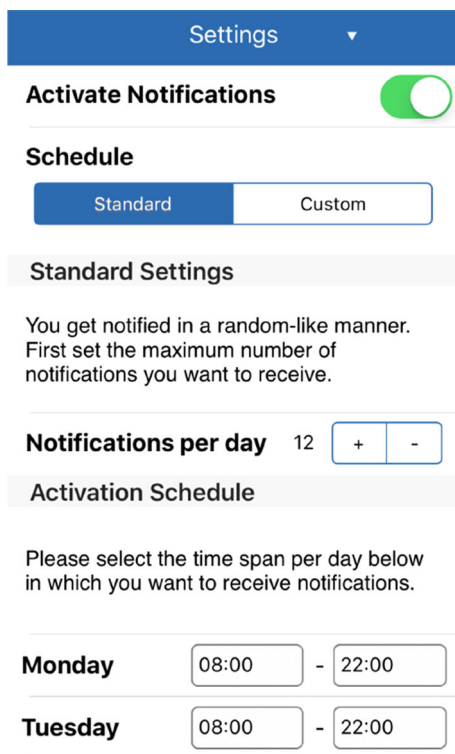 Settings ▼
Activate Notifications
Schedule
Standard Custom
Standard Settings
You get notified in a random-like manner.
First set the maximum number of
notifications you want to receive.
Notifications per day 12 + -
Activation Schedule
Please select the time span per day below
in which you want to receive notifications.
Monday 08:00 - 22:00
Tuesday 08:00 - 22:00